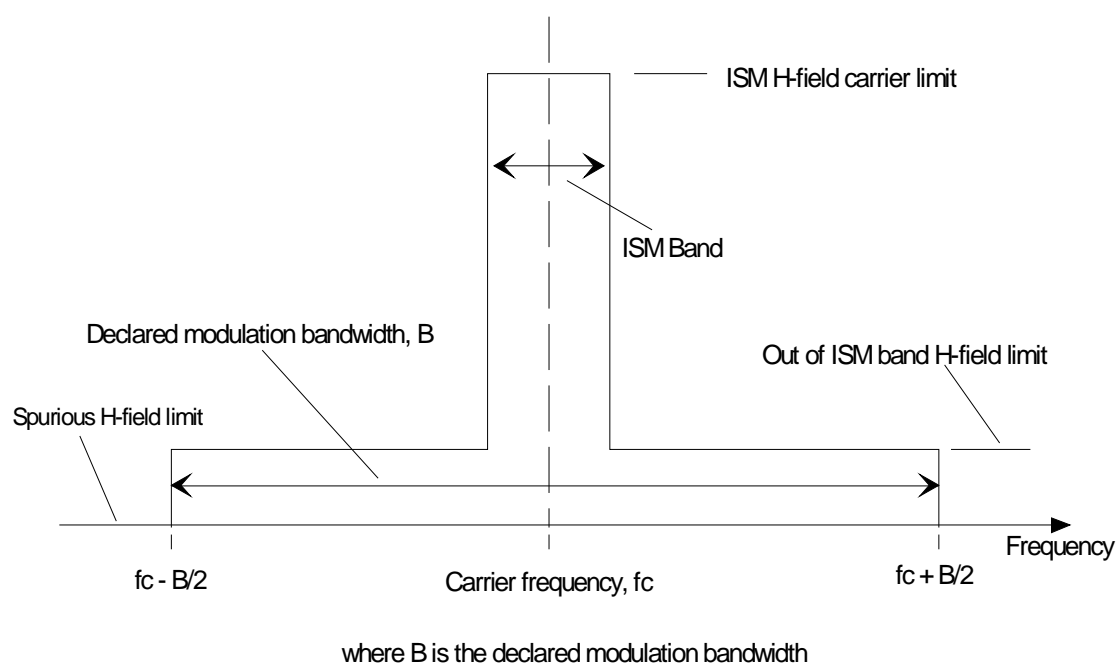 ISM H-field carrier limit
ISM Band
Declared modulation bandwidth, B
Out of ISM band H-field limit
Spurious H-field limit
Frequency
fc - B/2
Carrier frequency, fc
fc + B/2
where B is the declared modulation bandwidth